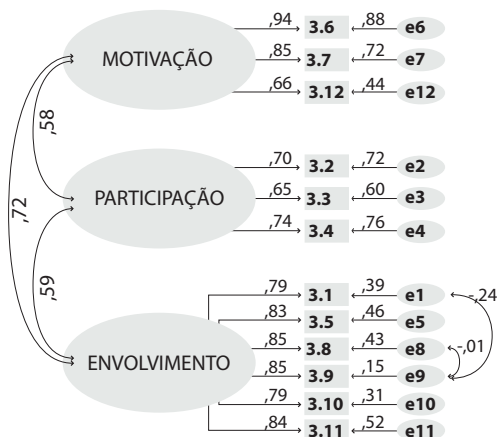 ,94 3.6 ,88 e6
MOTIVAÇÃO ,85 3.7 ,72 e7
,66 3.12 ,44 e12
,58
,70 3.2 ,72 e2
PARTICIPAÇÃO ,65 3.3 ,60 e3
,74 3.4 ,76 e4
,72
,59
,79 3.1 ,39 e1
-,24
,83 3.5 ,46 e5
,85 3.8 ,43 e8
-,01
ENVOLVIMENTO ,85 3.9 ,15 e9
,79 3.10 ,31 e10
,84 3.11 ,52 e11